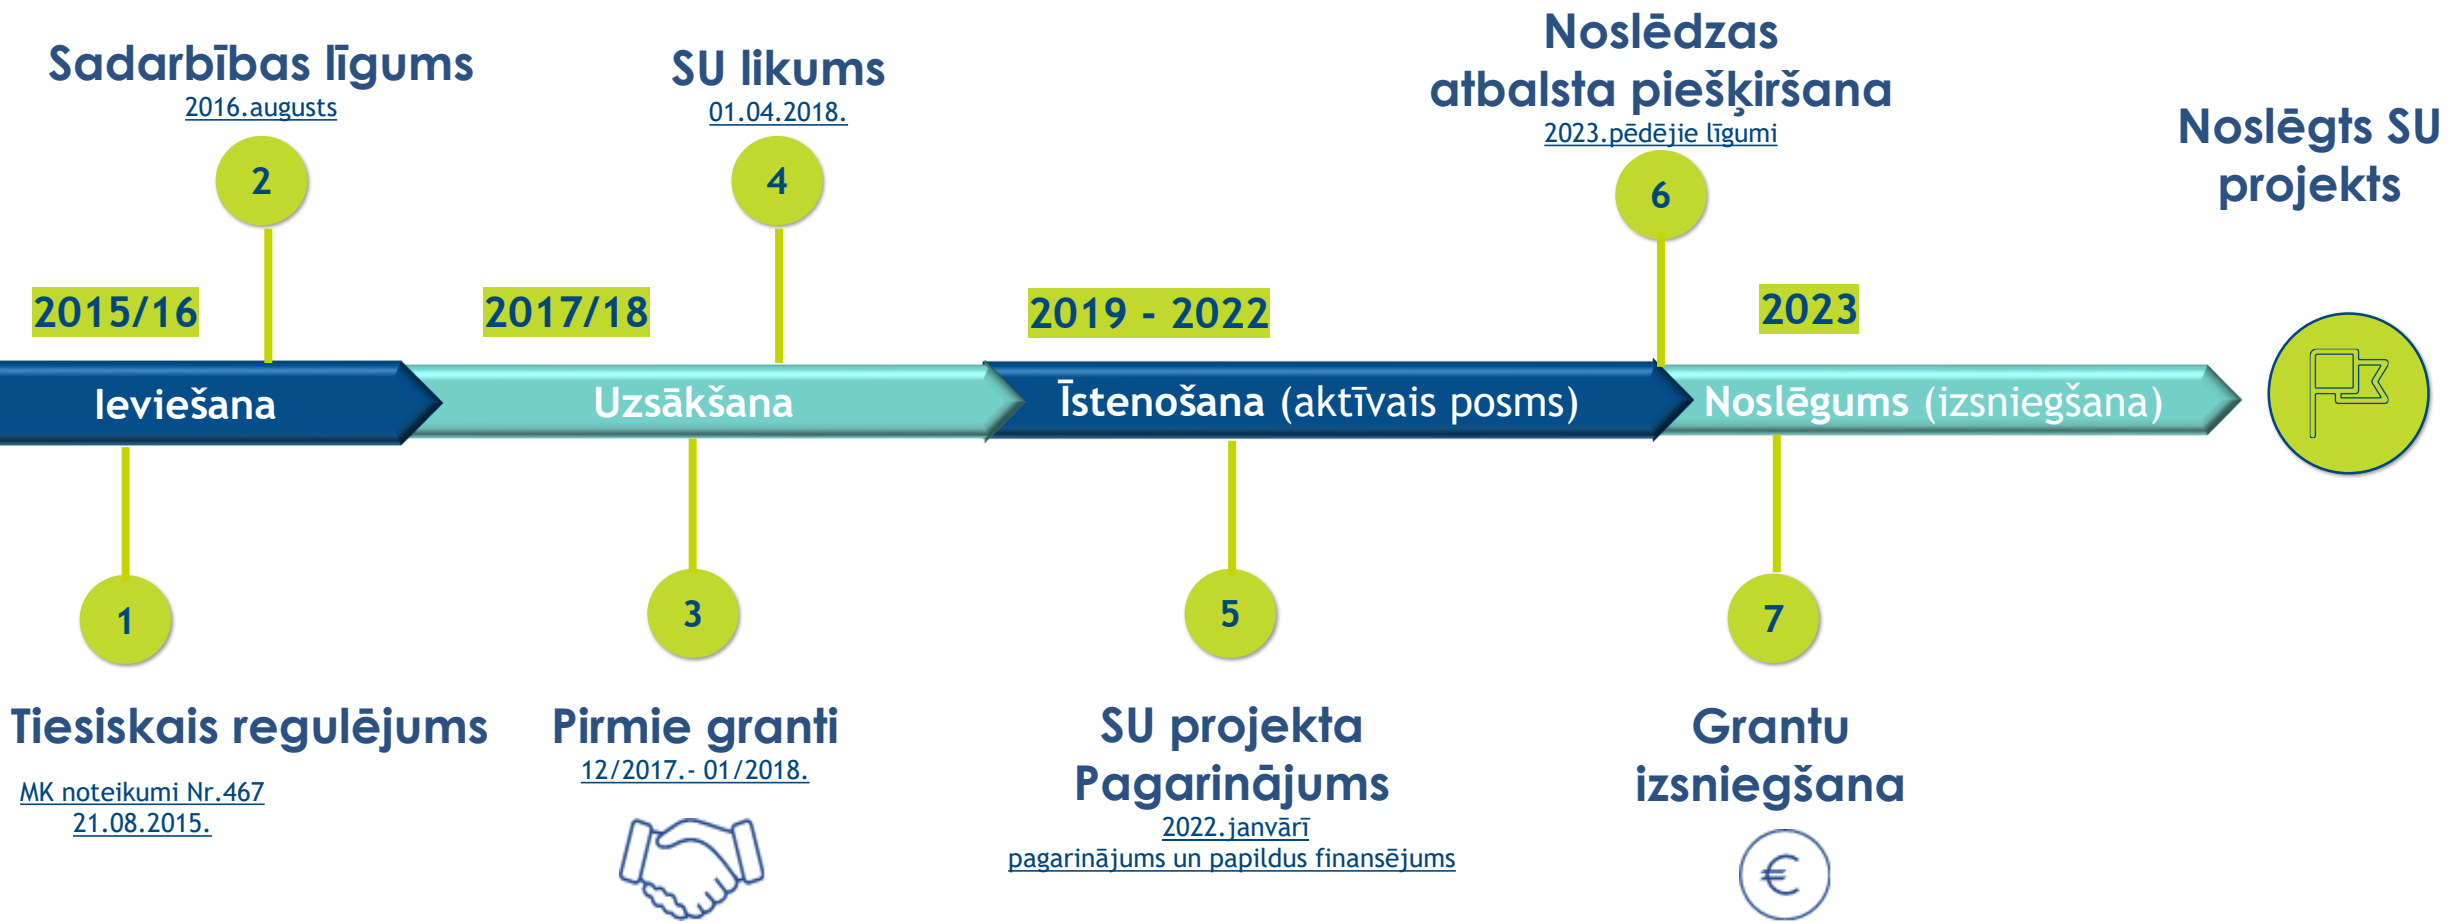 Sadarbības līgums
2016.augusts
2
SU likums
01.04.2018.
4
Noslēdzas
atbalsta piešķiršana
2023.pēdējie līgumi
6
Noslēgts SU
projekts
2015/16
2017/18
2019 - 2022
2023
Ieviešana
Uzsākšana
Īstenošana (aktīvais posms)
Noslēgums (izsniegšana)
1
Tiesiskais regulējums
MK noteikumi Nr.467
21.08.2015.
3
Pirmie granti
12/2017.- 01/2018.
5
SU projekta
Pagarinājums
2022.janvārī
pagarinājums un papildus finansējums
7
Grantu
izsniegšana
€